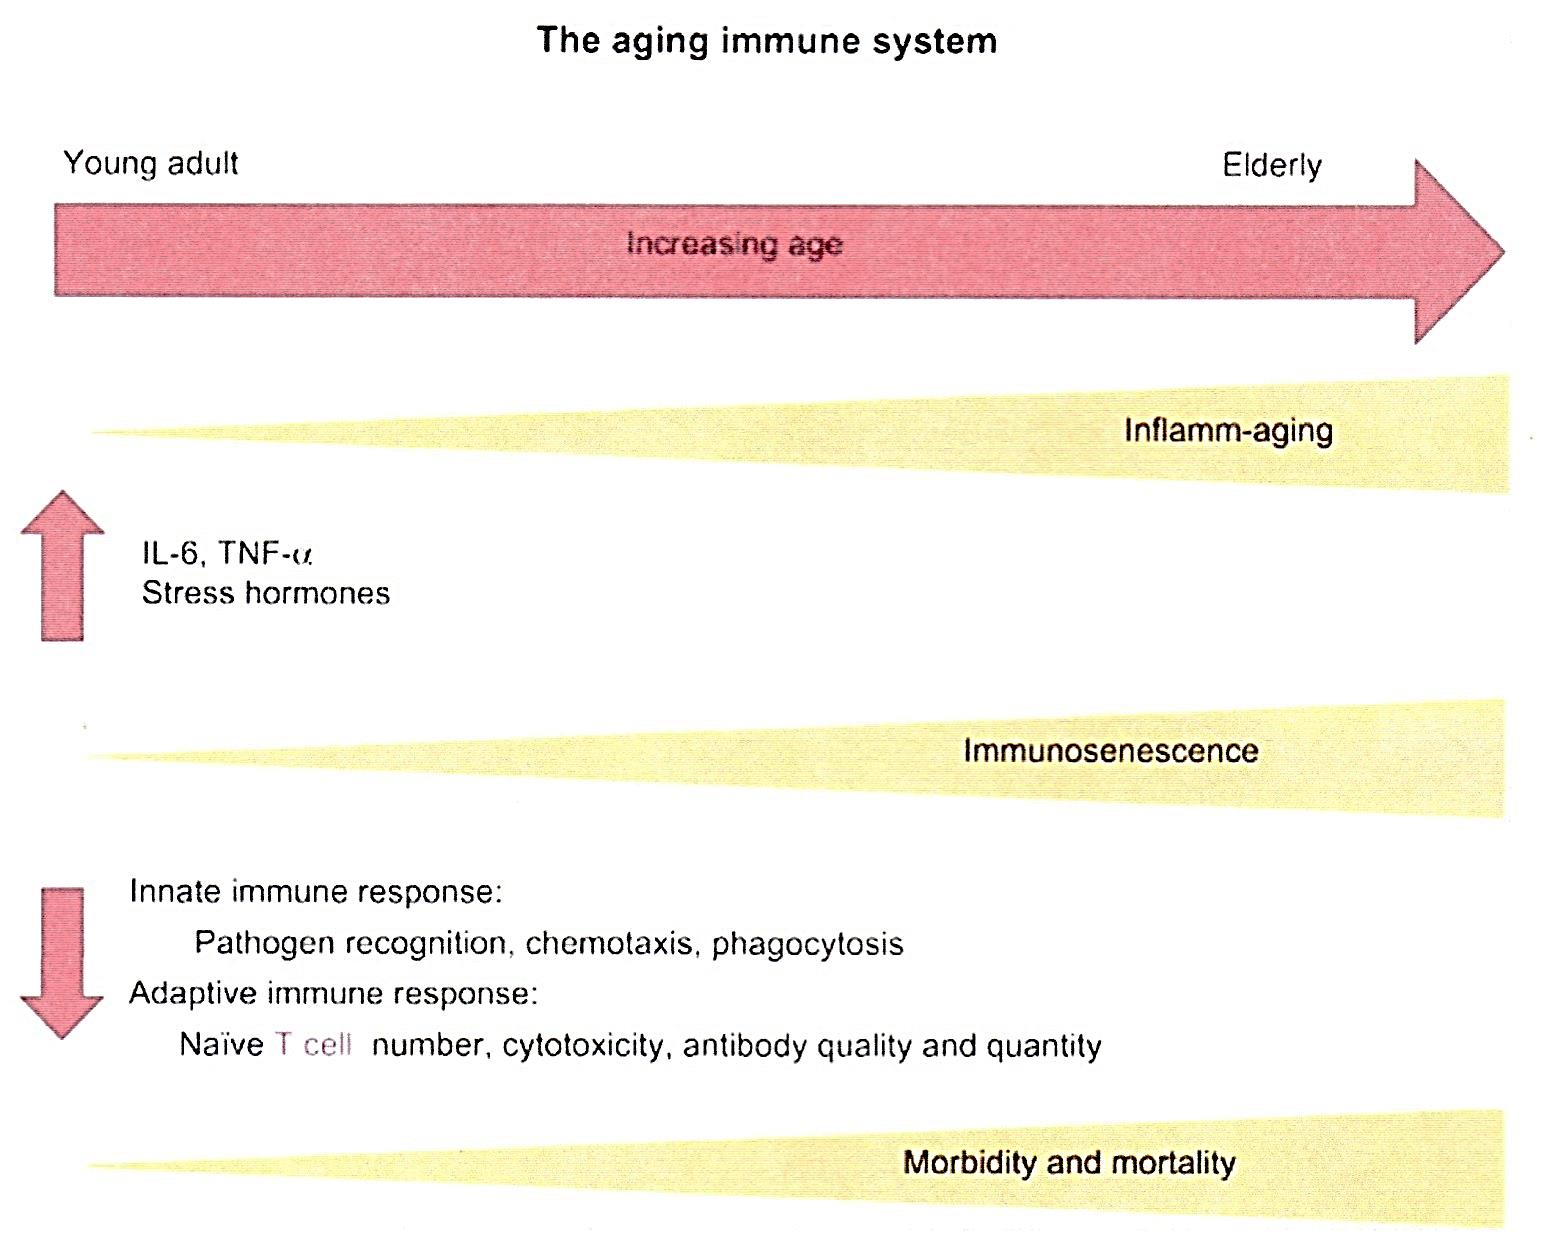 The aging immune system
Young adult
Elderly
Increasing age
Inflamm-aging
IL-6, TNF-α
Stress hormones
Immunosenescence
Innate immune response:
Pathogen recognition, chemotaxis, phagocytosis
Adaptive immune response:
Naïve T cell number, cytotoxicity, antibody quality and quantity
Morbidity and mortality